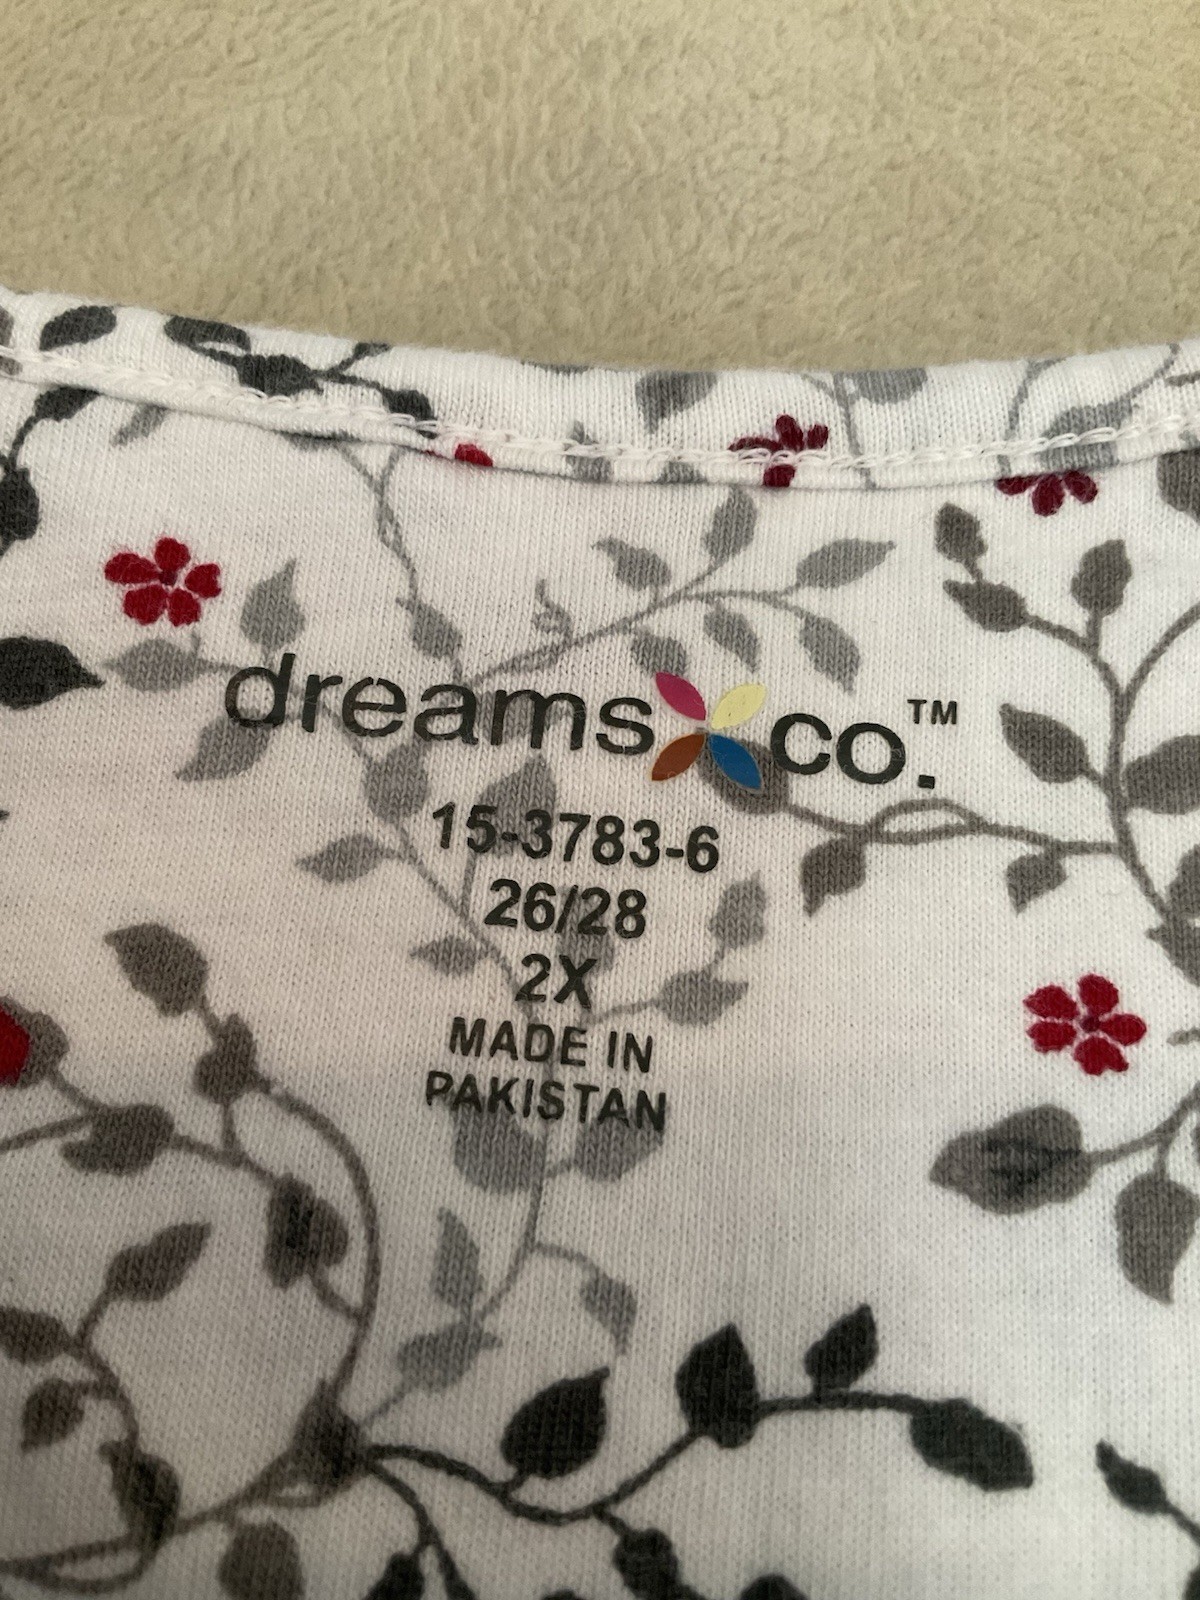 dreams co.™
15-3783-6
26/28
2X
MADE IN
PAKISTAN